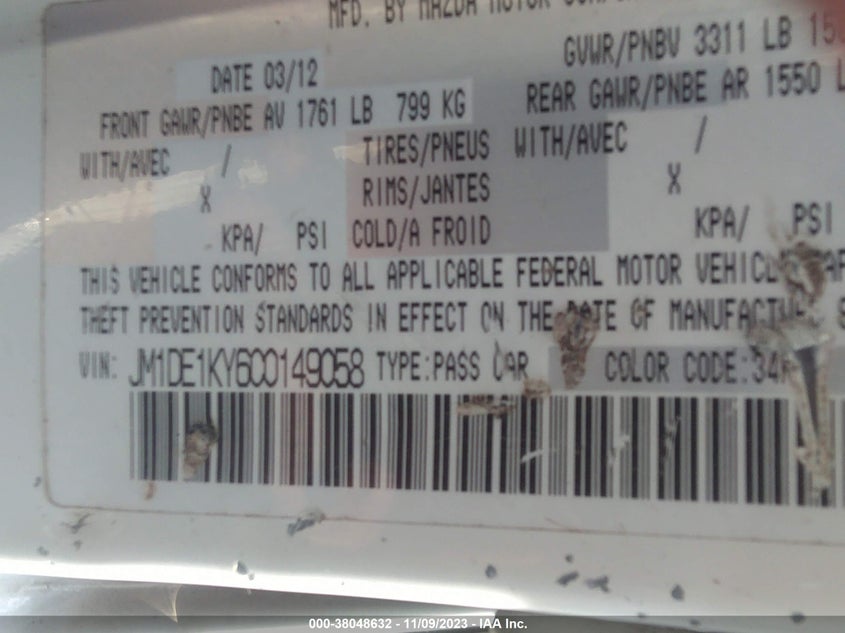 MFD. BY MAZDA MOTOR
DATE 03/12 GVWR/PNBV 3311 LB
FRONT GAWR/PNBE AV 1761 LB 799 KG REAR GAWR/PNBE AR 1550
WITH/AVEC / TIRES/PNEUS WITH/AVEC /
X RIMS/JANTES X
KPA/ PSI COLD/A FROID KPA/ PSI
THIS VEHICLE CONFORMS TO ALL APPLICABLE FEDERAL MOTOR VEHICLE
THEFT PREVENTION STANDARDS IN EFFECT ON THE DATE OF MANUFACTURE
VIN: JM1DE1KY6C0149058 TYPE:PASS CAR COLOR CODE:34K
000-38048632 - 11/09/2023 - IAA Inc.